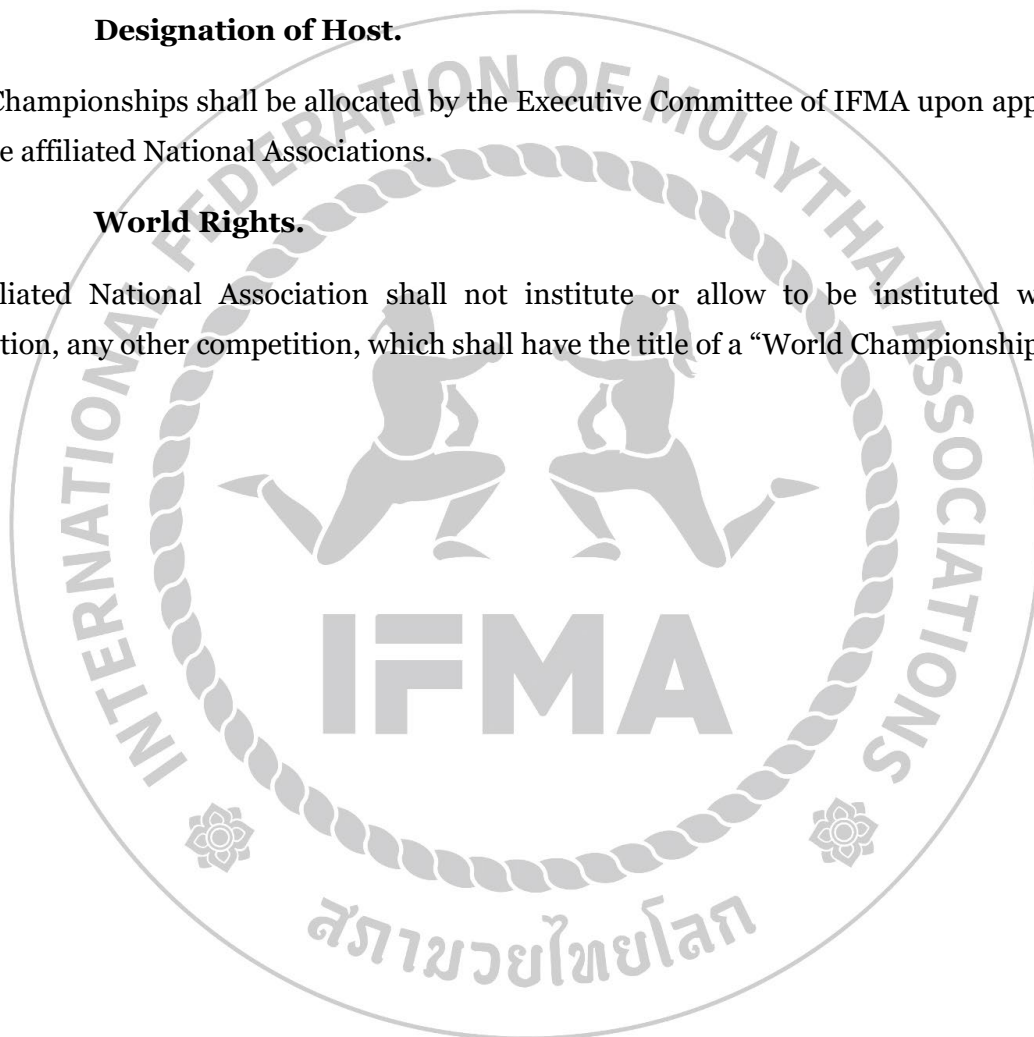 Designation of Host.
Championships shall be allocated by the Executive Committee of IFMA upon app
e affiliated National Associations.
World Rights.
liated National Association shall not institute or allow to be instituted w
tion, any other competition, which shall have the title of a “World Championship
INTERNATIONAL FEDERATION OF MUAYTHAI ASSOCIATIONS
IFMA
สภามวยไทยโลก